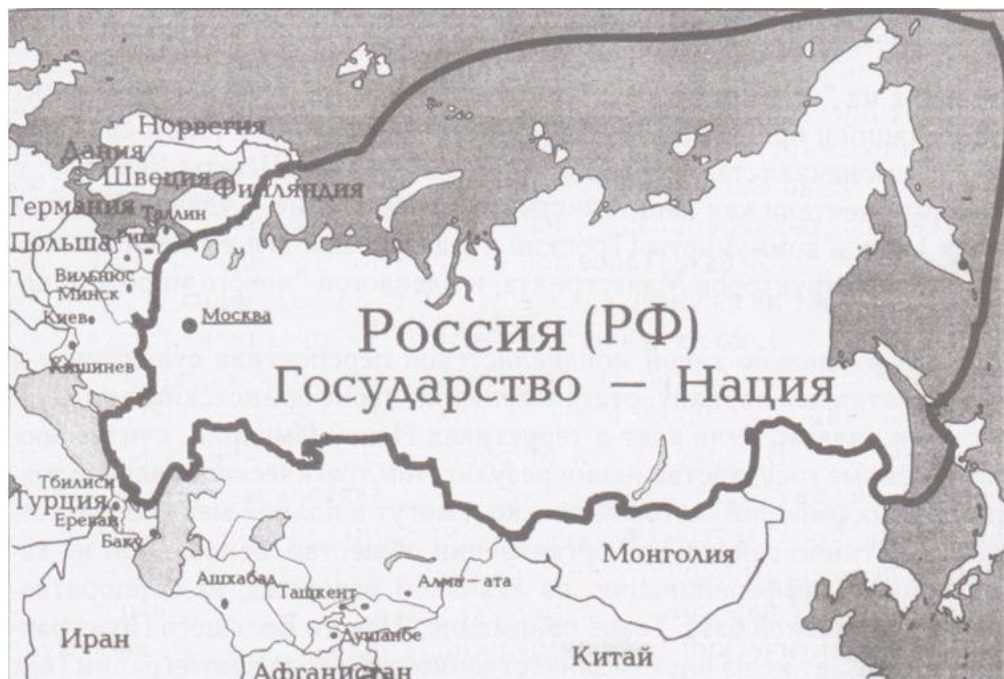 Норвегия
Дания
Швеция
Финляндия
Германия
Таллин
Польша
Рига
Вильнюс
Минск
Киев
Москва
Россия (РФ)
Кишинев
Государство – Нация
Тбилиси
Турция
Ереван
Баку
Монголия
Ашхабад
Алма-ата
Ташкент
Душанбе
Иран
Китай
Афганистан